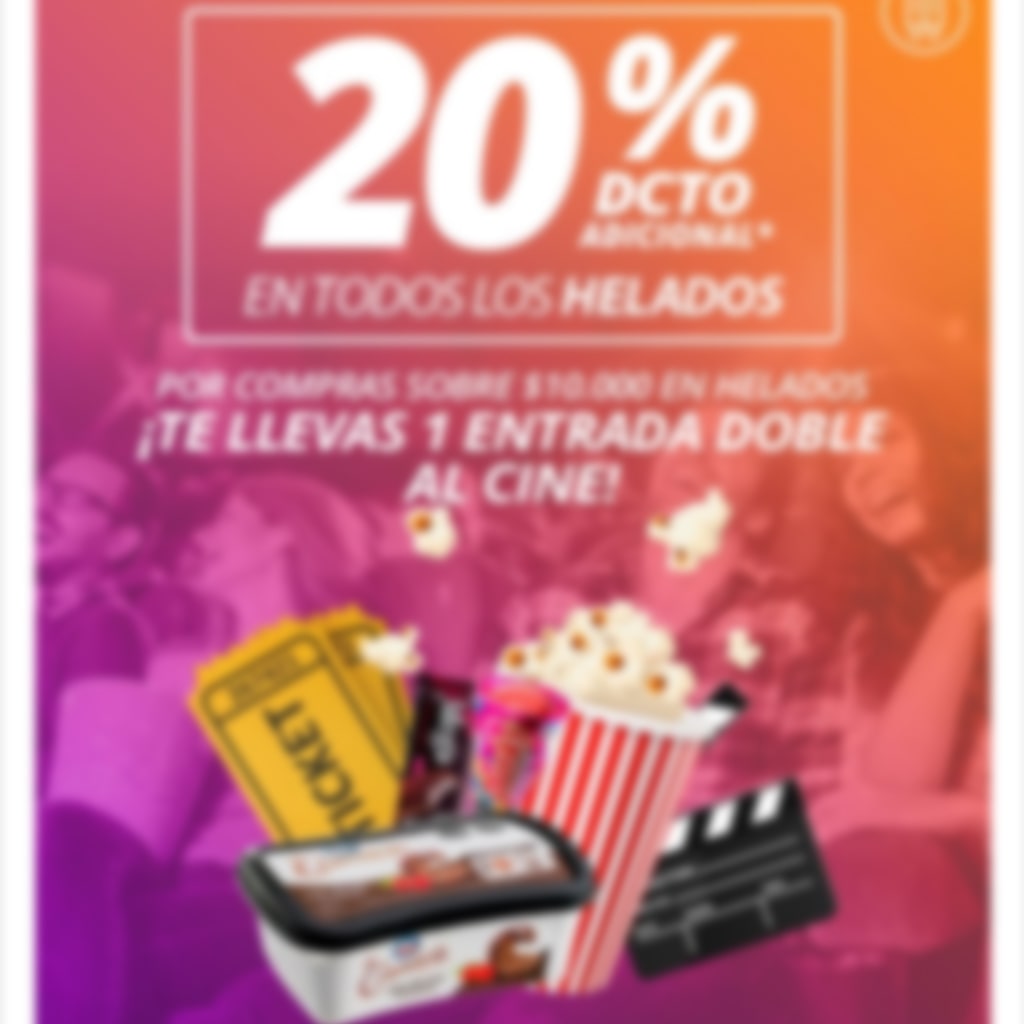 20%
DCTO
ADICIONAL*
EN TODOS LOS HELADOS
POR COMPRAS SOBRE $10.000 EN HELADOS
¡TE LLEVAS 1 ENTRADA DOBLE
AL CINE!
TICKET